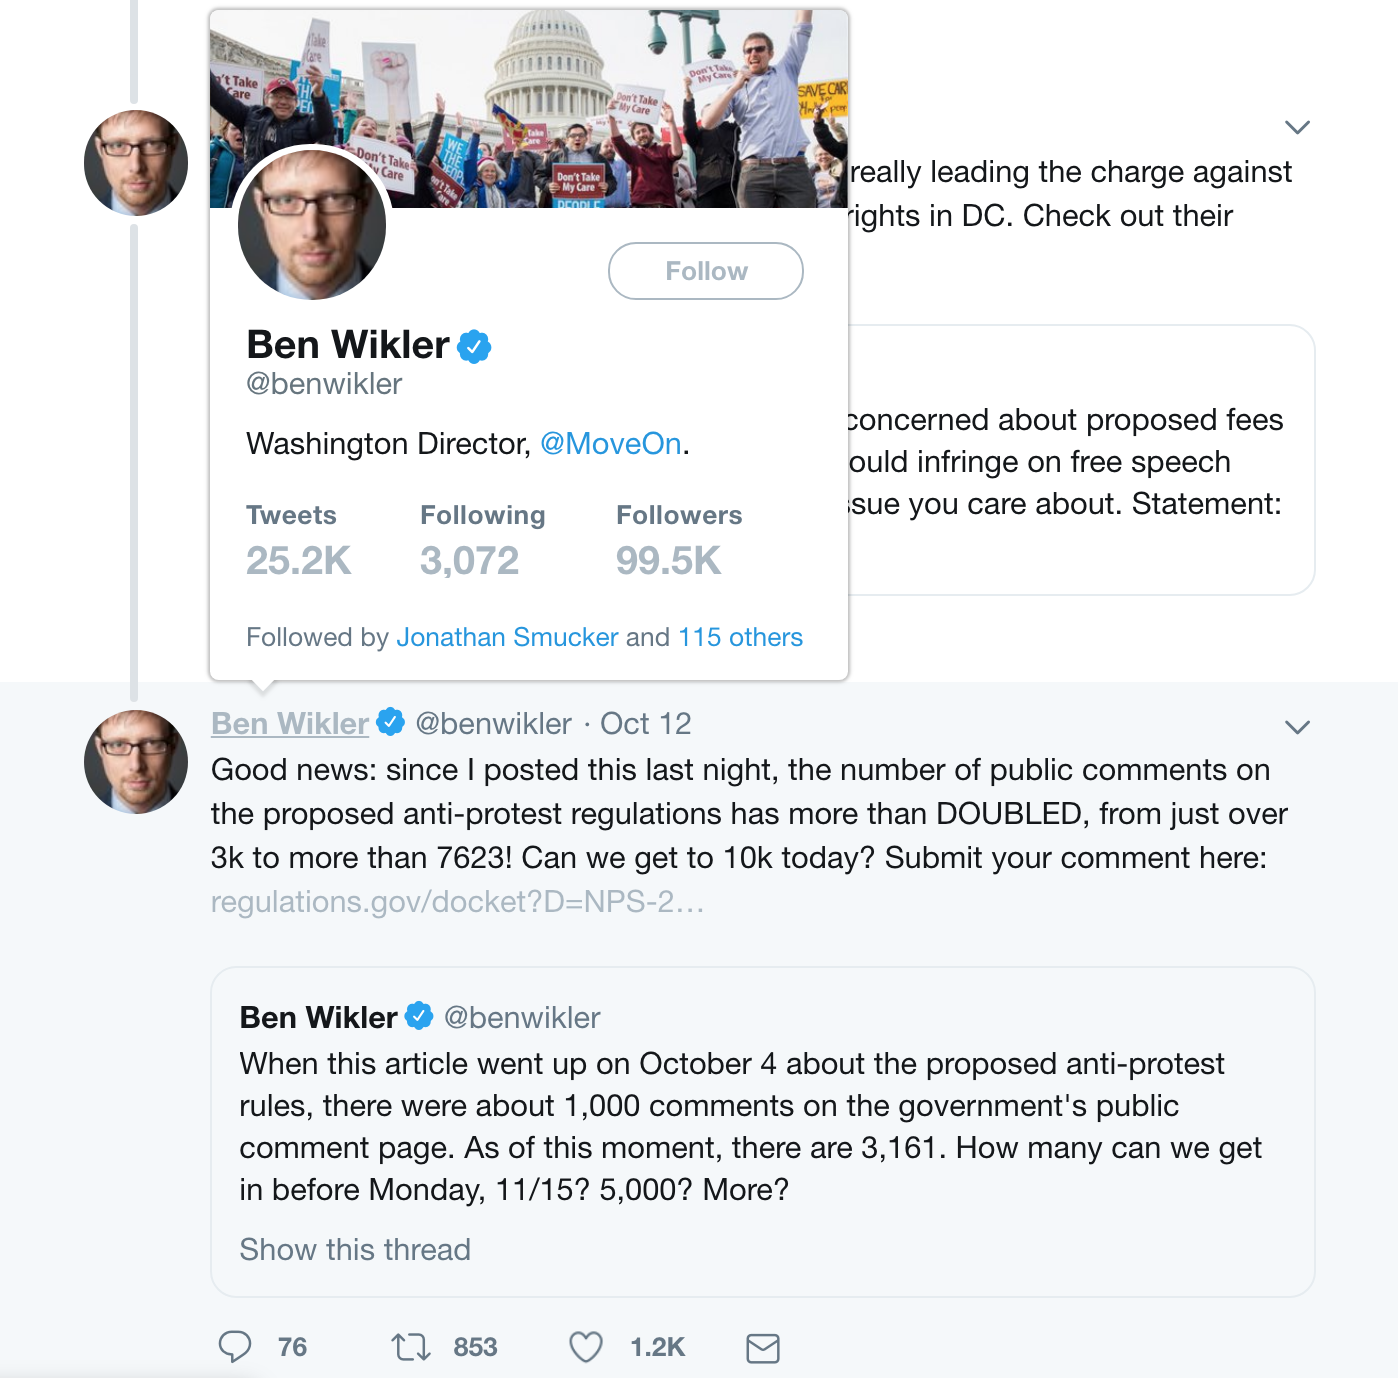 Take
Care
't Take
Care
Don't Take
My Care
Don't Take
My Care
SAVE CARE
Take
Care
WE
THE
PEOP
Don't Take
My Care
Don't Take
My Care
PEOPLE
really leading the charge against
rights in DC. Check out their
Follow
Ben Wikler
@benwikler
Washington Director, @MoveOn.
concerned about proposed fees
ould infringe on free speech
ssue you care about. Statement:
Tweets Following Followers
25.2K 3,072 99.5K
Followed by Jonathan Smucker and 115 others
Ben Wikler @benwikler · Oct 12
Good news: since I posted this last night, the number of public comments on
the proposed anti-protest regulations has more than DOUBLED, from just over
3k to more than 7623! Can we get to 10k today? Submit your comment here:
regulations.gov/docket?D=NPS-2…
Ben Wikler @benwikler
When this article went up on October 4 about the proposed anti-protest
rules, there were about 1,000 comments on the government's public
comment page. As of this moment, there are 3,161. How many can we get
in before Monday, 11/15? 5,000? More?
Show this thread
76 853 1.2K